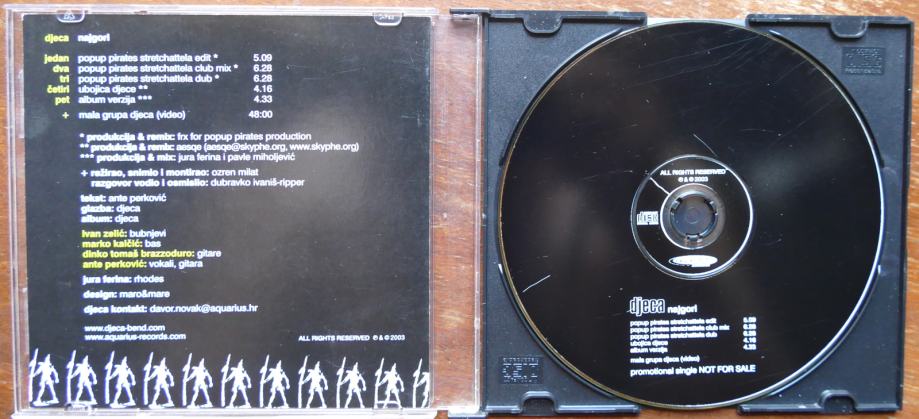 djeca najgori
jedan popup pirates stretchattela edit * 5.09
dva popup pirates stretchattela club mix * 6.28
tri popup pirates stretchattela dub * 6.28
četiri ubojica djece ** 4.16
pet album verzija *** 4.33
+ mala grupa djeca (video) 48:00
* produkcija & remix: frx for popup pirates production
** produkcija & remix: aesqe (aesqe@skyphe.org, www.skyphe.org)
*** produkcija & mix: jura ferina i pavle miholjević
+ režirao, snimio i montirao: ozren milat
razgovor vodio i osmislio: dubravko ivaniš-ripper
tekst: ante perković
glazba: djeca
album: djeca
ivan zelić: bubnjevi
marko kalčić: bas
dinko tomaš brazzoduro: gitare
ante perković: vokali, gitara
jura ferina: rhodes
design: maro&mare
djeca kontakt: davor.novak@aquarius.hr
www.djeca-bend.com
www.aquarius-records.com
ALL RIGHTS RESERVED ℗ & © 2003
ALL RIGHTS RESERVED
℗ & © 2003
djeca najgori
popup pirates stretchattela edit 5.09
popup pirates stretchattela club mix 6.28
popup pirates stretchattela dub 6.28
ubojica djeca 4.16
album verzija 4.33
mala grupa djeca (video)
promotional single NOT FOR SALE